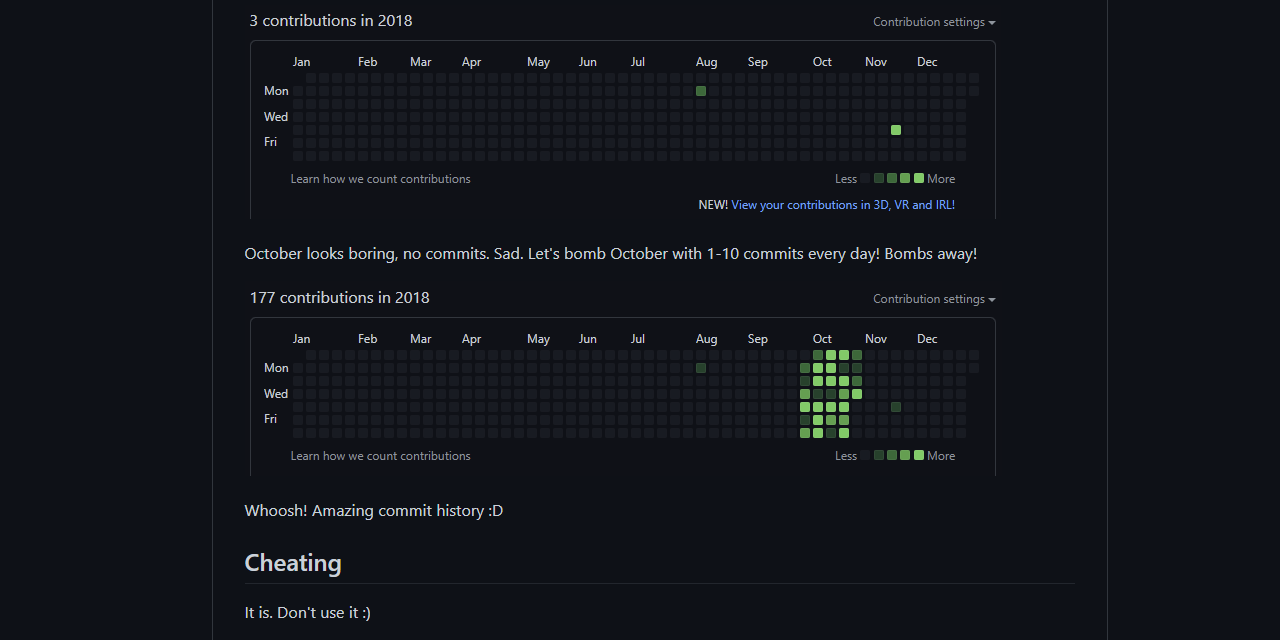 3 contributions in 2018
Contribution settings
Jan Feb Mar Apr May Jun Jul Aug Sep Oct Nov Dec
Mon
Wed
Fri
Learn how we count contributions
Less More
NEW! View your contributions in 3D, VR and IRL!
October looks boring, no commits. Sad. Let's bomb October with 1-10 commits every day! Bombs away!
177 contributions in 2018
Contribution settings
Jan Feb Mar Apr May Jun Jul Aug Sep Oct Nov Dec
Mon
Wed
Fri
Learn how we count contributions
Less More
Whoosh! Amazing commit history :D
Cheating
It is. Don't use it :)